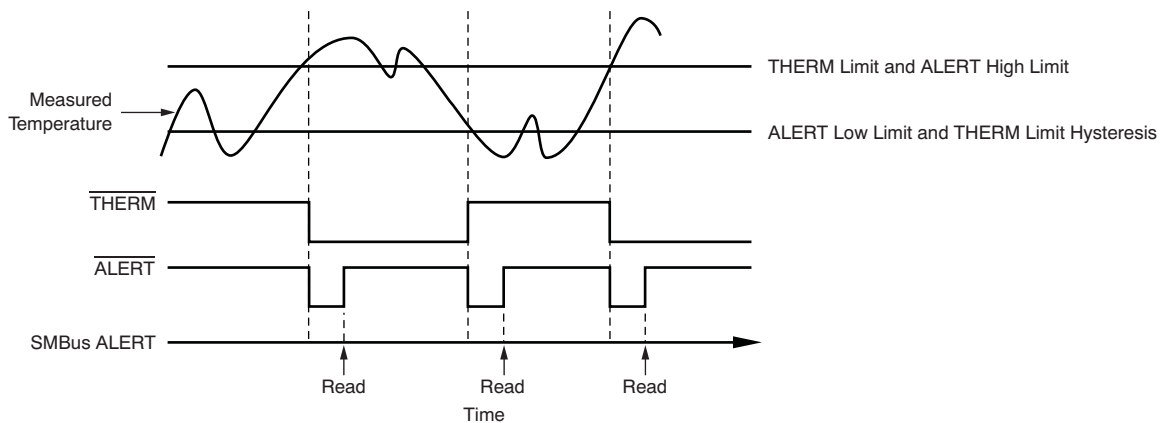 THERM Limit and ALERT High Limit
Measured
Temperature
ALERT Low Limit and THERM Limit Hysteresis
THERM
ALERT
SMBus ALERT
Read
Read
Read
Time